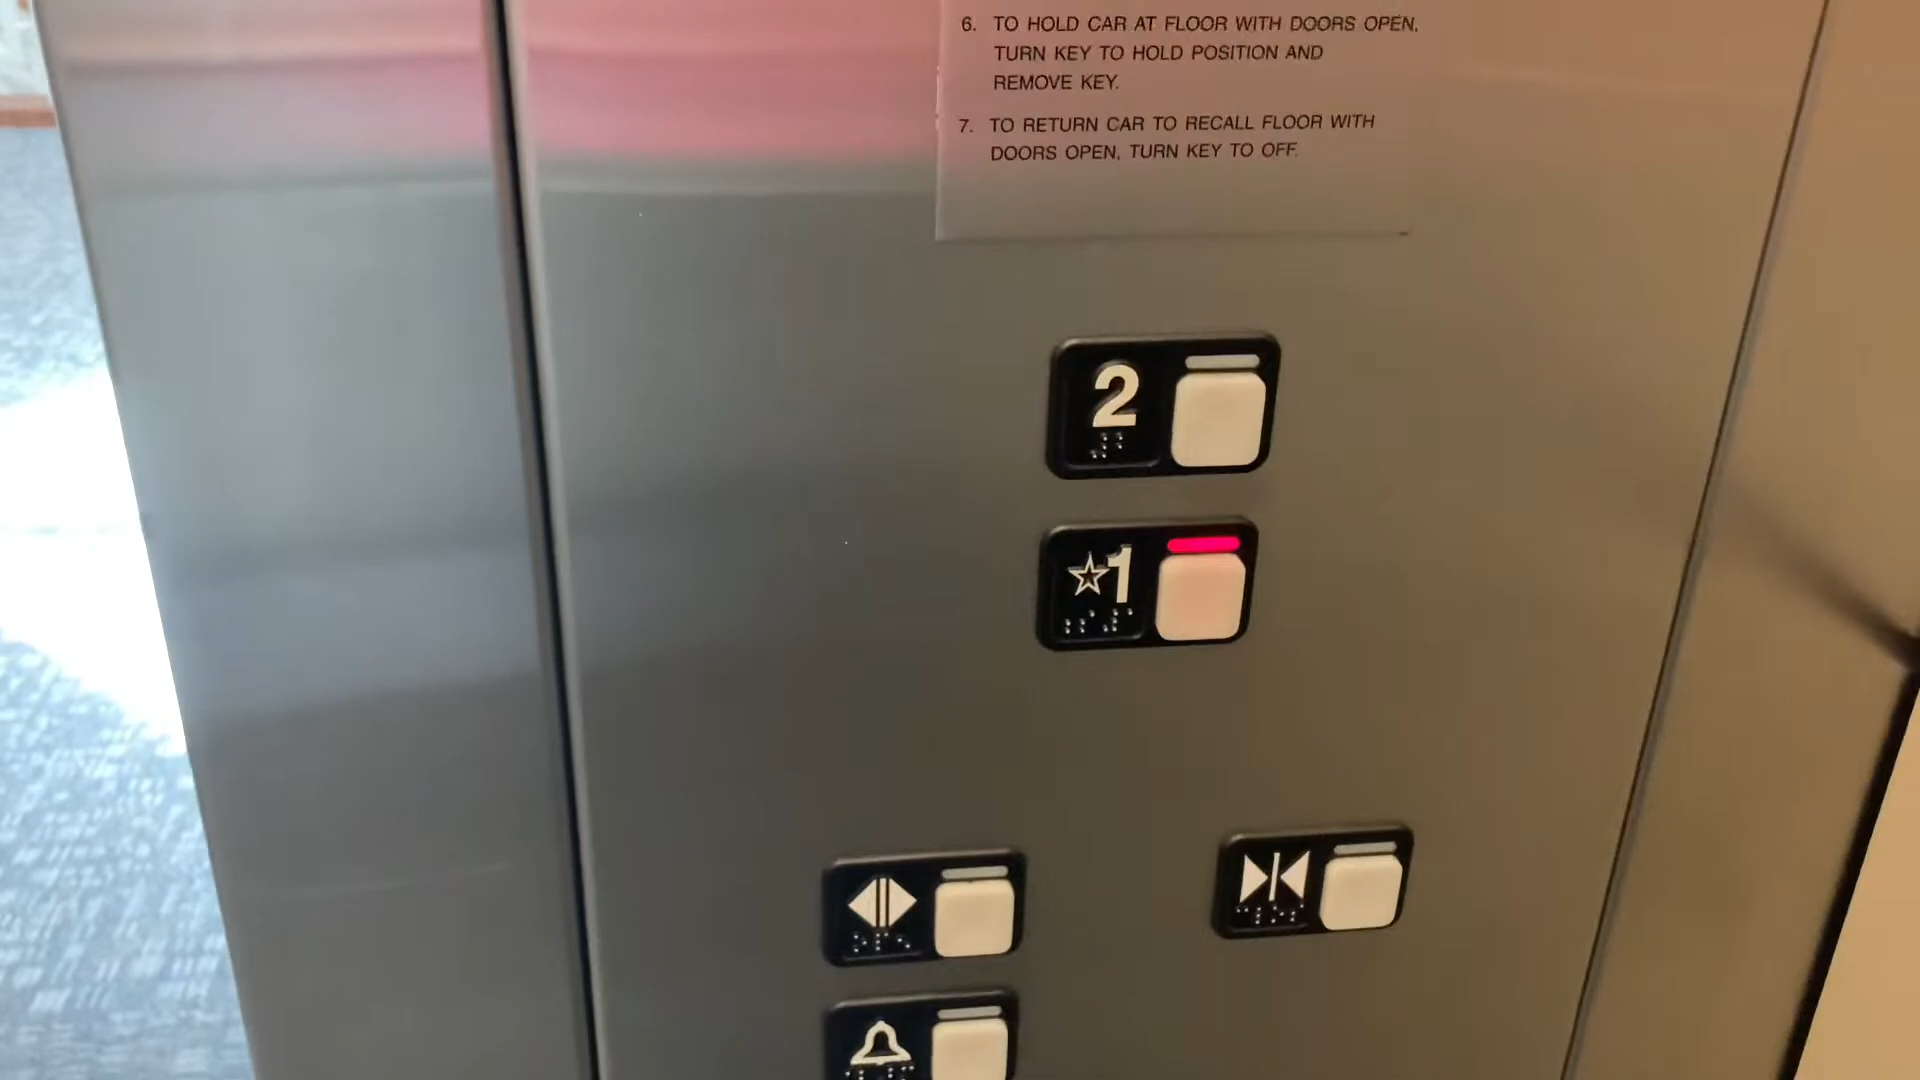 6. TO HOLD CAR AT FLOOR WITH DOORS OPEN,
TURN KEY TO HOLD POSITION AND
REMOVE KEY.
7. TO RETURN CAR TO RECALL FLOOR WITH
DOORS OPEN, TURN KEY TO OFF.
2
☆1